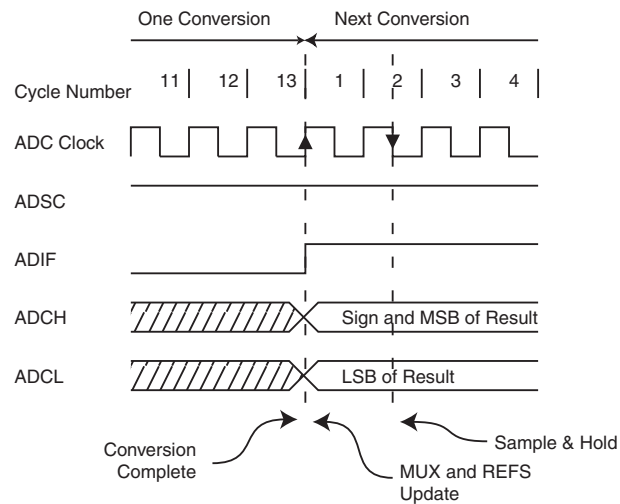 One Conversion Next Conversion
Cycle Number 11 12 13 1 2 3 4
ADC Clock
ADSC
ADIF
ADCH Sign and MSB of Result
ADCL LSB of Result
Conversion
Complete
MUX and REFS
Update
Sample & Hold